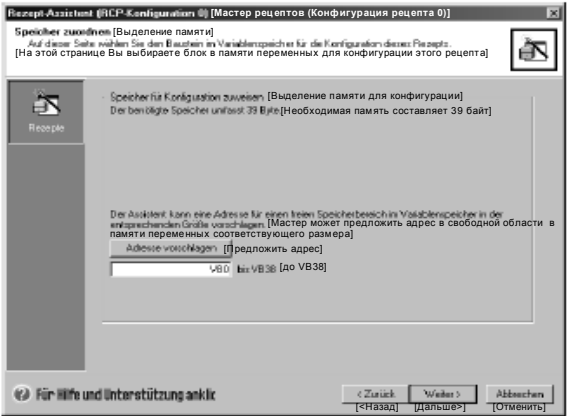 Rezept-Assistent (RCP-Konfiguration 0) [Мастер рецептов (Конфигурация рецепта 0)]
Speicher zuordnen [Выделение памяти]
Auf dieser Seite wählen Sie den Baustein im Variablenspeicher für die Konfiguration dieses Rezepts.
[На этой странице Вы выбираете блок в памяти переменных для конфигурации этого рецепта]
Rezepte
Speicher für Konfiguration zuweisen [Выделение памяти для конфигурации]
Der benötigte Speicher umfasst 39 Byte [Необходимая память составляет 39 байт]
Der Assistent kann eine Adresse für einen freien Speicherbereich im Variablenspeicher in der
entsprechenden Größe vorschlagen. [Мастер может предложить адрес в свободной области в
памяти переменных соответствующего размера]
Adresse vorschlagen [Предложить адрес]
VB0 bis VB38 [до VB38]
Für Hilfe und Unterstützung anklic
< Zurück Weiter > Abbrechen
[<Назад] [Дальше>] [Отменить]